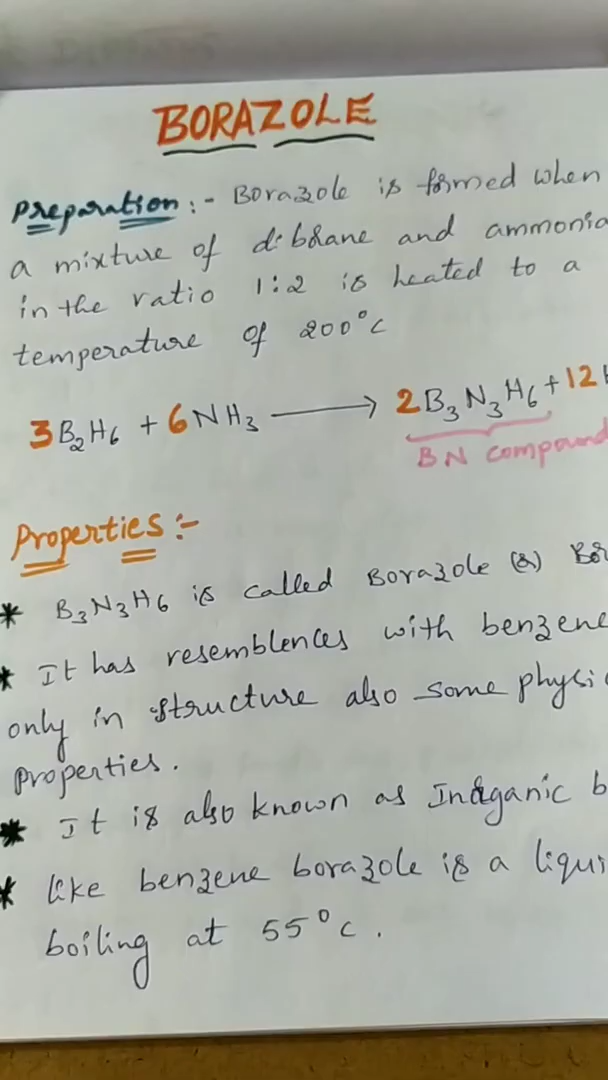 BORAZOLE
Preparation :- Borazole is formed when
a mixture of dibrane and ammonia
in the ratio 1:2 is heated to a
temperature of 200°c
3B₂H₆ + 6NH₃ ⟶ 2B₃N₃H₆ + 12
BN compound
Properties :-
* B₃N₃H₆ is called Borazole (or) Bor
* It has resemblences with benzene
only in structure also some physi
properties.
* It is also known as Inorganic b
* like benzene borazole is a liqui
boiling at 55°c.